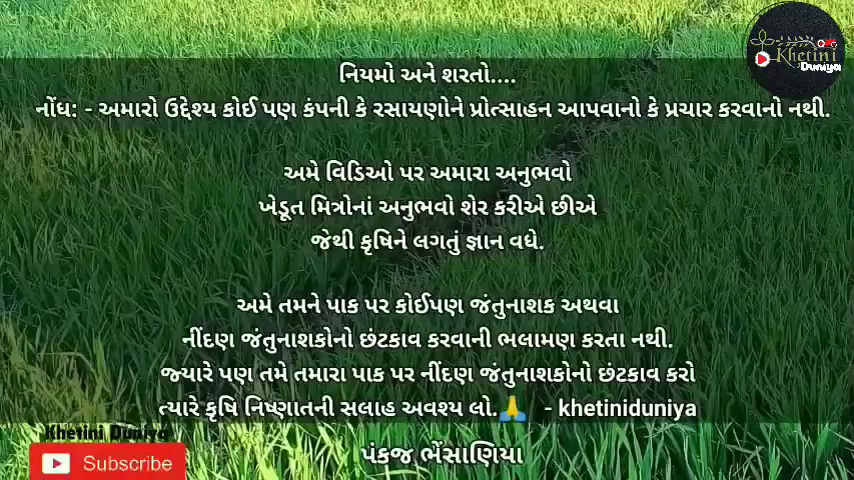 Khetini
Duniya
નિયમો અને શરતો....
નોંધ: - અમારો ઉદ્દેશ્ય કોઈ પણ કંપની કે રસાયણોને પ્રોત્સાહન આપવાનો કે પ્રચાર કરવાનો નથી.
અમે વિડિઓ પર અમારા અનુભવો
ખેડૂત મિત્રોનાં અનુભવો શેર કરીએ છીએ
જેથી કૃષિને લગતું જ્ઞાન વધે.
અમે તમને પાક પર કોઈપણ જંતુનાશક અથવા
નીંદણ જંતુનાશકોનો છંટકાવ કરવાની ભલામણ કરતા નથી.
જ્યારે પણ તમે તમારા પાક પર નીંદણ જંતુનાશકોનો છંટકાવ કરો
ત્યારે કૃષિ નિષ્ણાતની સલાહ અવશ્ય લો.🙏 - khetiniduniya
Khetini Duniya
Subscribe
પંકજ ભેંસાણિયા